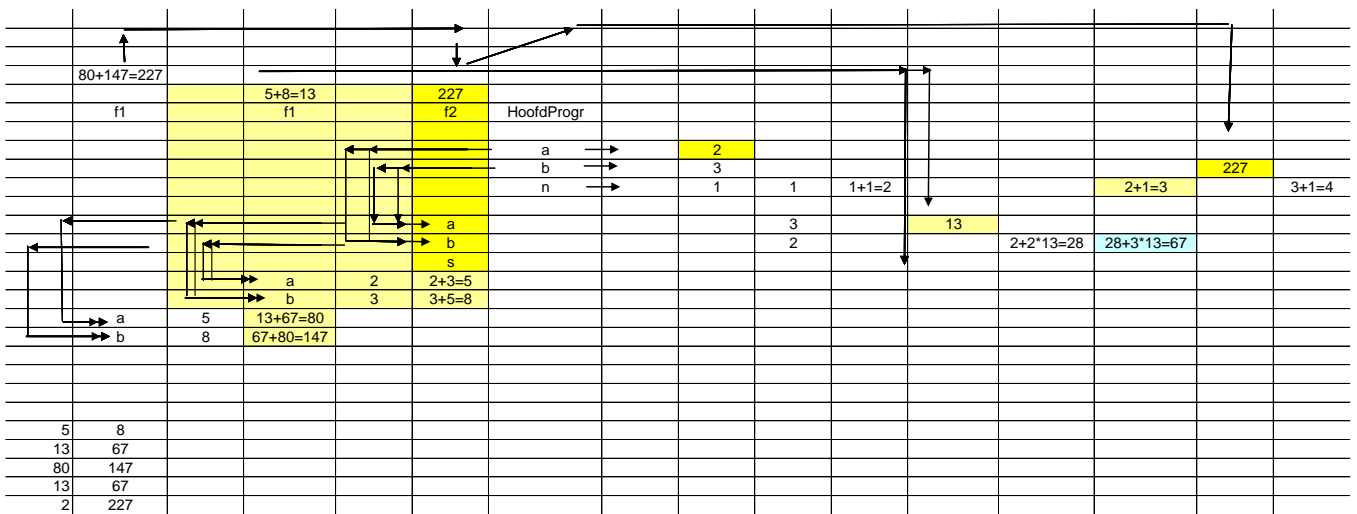 80+147=227
5+8=13 227
f1 f1 f2 HoofdProgr
a 2
b 3 227
n 1 1 1+1=2 2+1=3 3+1=4
a 3 13
b 2 2+2*13=28 28+3*13=67
s
a 2 2+3=5
b 3 3+5=8
a 5 13+67=80
b 8 67+80=147
5 8
13 67
80 147
13 67
2 227